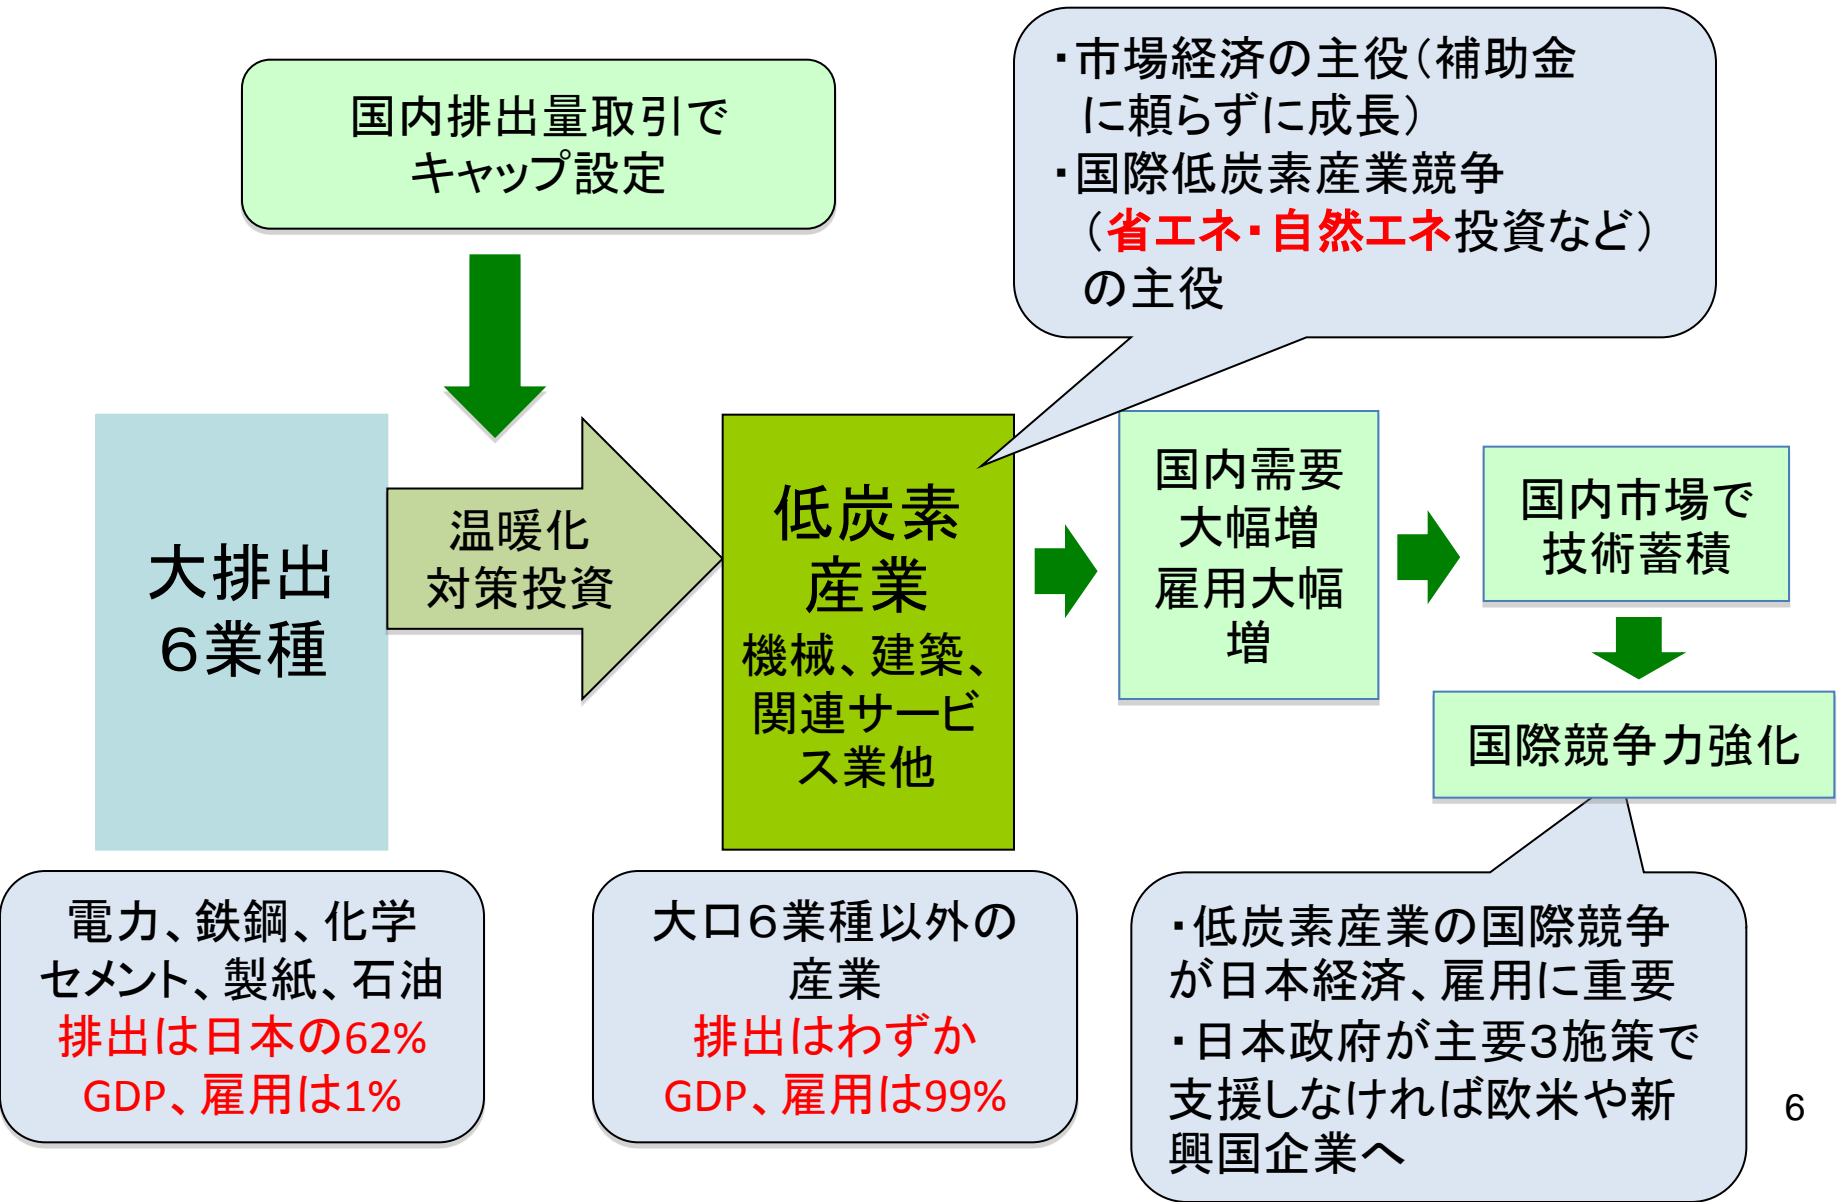 国内排出量取引で
キャップ設定
・市場経済の主役（補助金
に頼らずに成長）
・国際低炭素産業競争
（省エネ・自然エネ投資など）
の主役
大排出
６業種
温暖化
対策投資
低炭素
産業
機械、建築、
関連サービ
ス業他
国内需要
大幅増
雇用大幅
増
国内市場で
技術蓄積
国際競争力強化
電力、鉄鋼、化学
セメント、製紙、石油
排出は日本の62%
GDP、雇用は1%
大口６業種以外の
産業
排出はわずか
GDP、雇用は99%
・低炭素産業の国際競争
が日本経済、雇用に重要
・日本政府が主要３施策で
支援しなければ欧米や新
興国企業へ
6